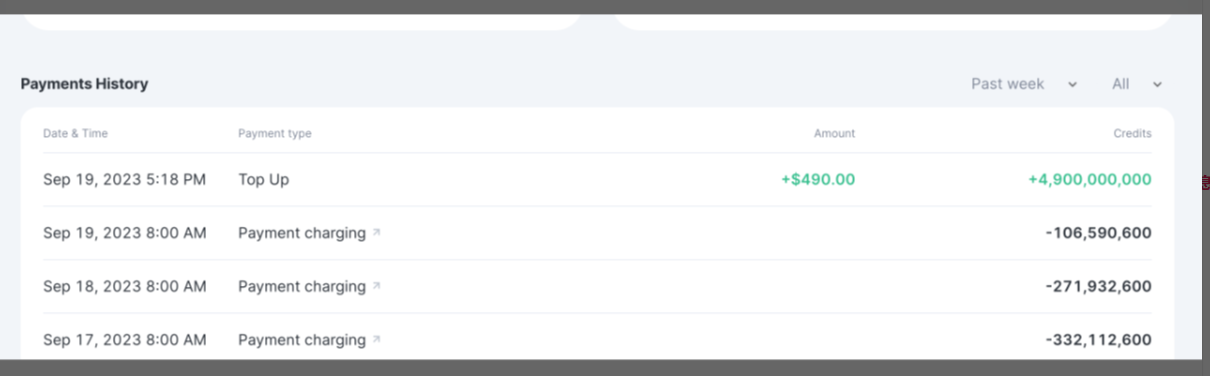 Payments History
Past week
All
Date & Time Payment type Amount Credits
Sep 19, 2023 5:18 PM Top Up +$490.00 +4,900,000,000
Sep 19, 2023 8:00 AM Payment charging -106,590,600
Sep 18, 2023 8:00 AM Payment charging -271,932,600
Sep 17, 2023 8:00 AM Payment charging -332,112,600